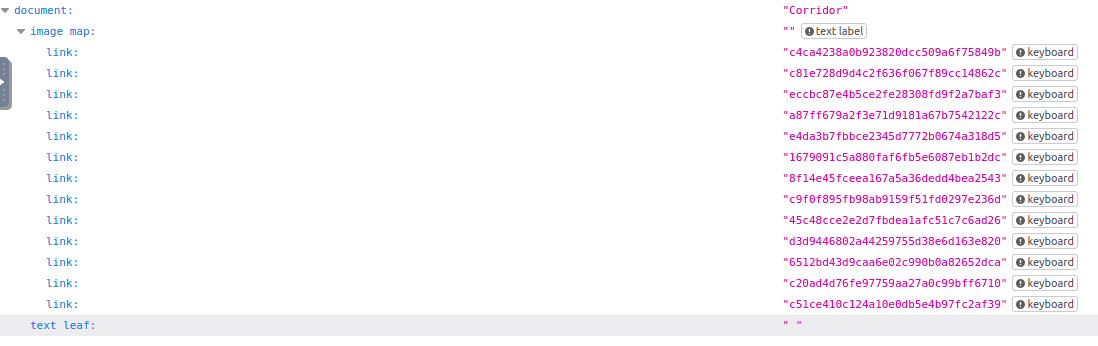 document: "Corridor"
image map: "" text label
link: "c4ca4238a0b923820dcc509a6f75849b" keyboard
link: "c81e728d9d4c2f636f067f89cc14862c" keyboard
link: "eccbc87e4b5ce2fe28308fd9f2a7baf3" keyboard
link: "a87ff679a2f3e71d9181a67b7542122c" keyboard
link: "e4da3b7fbbce2345d7772b0674a318d5" keyboard
link: "1679091c5a880faf6fb5e6087eb1b2dc" keyboard
link: "8f14e45fceea167a5a36dedd4bea2543" keyboard
link: "c9f0f895fb98ab9159f51fd0297e236d" keyboard
link: "45c48cce2e2d7fbdea1afc51c7c6ad26" keyboard
link: "d3d9446802a44259755d38e6d163e820" keyboard
link: "6512bd43d9caa6e02c990b0a82652dca" keyboard
link: "c20ad4d76fe97759aa27a0c99bff6710" keyboard
link: "c51ce410c124a10e0db5e4b97fc2af39" keyboard
text leaf: " "